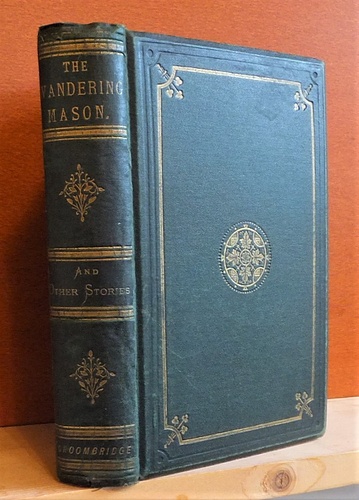 THE
WANDERING
MASON.
AND
OTHER STORIES
GROOMBRIDGE